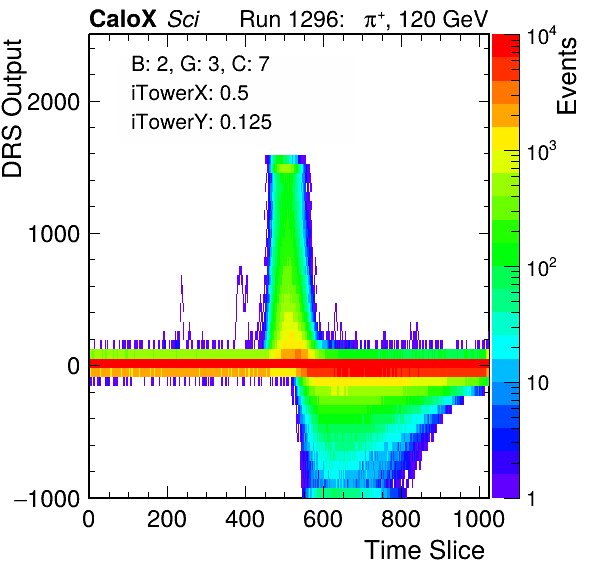 CaloX Sci Run 1296: π⁺, 120 GeV
B: 2, G: 3, C: 7
iTowerX: 0.5
iTowerY: 0.125
DRS Output
2000
1000
0
−1000
0 200 400 600 800 1000
Time Slice
Events
10⁴
10³
10²
10
1